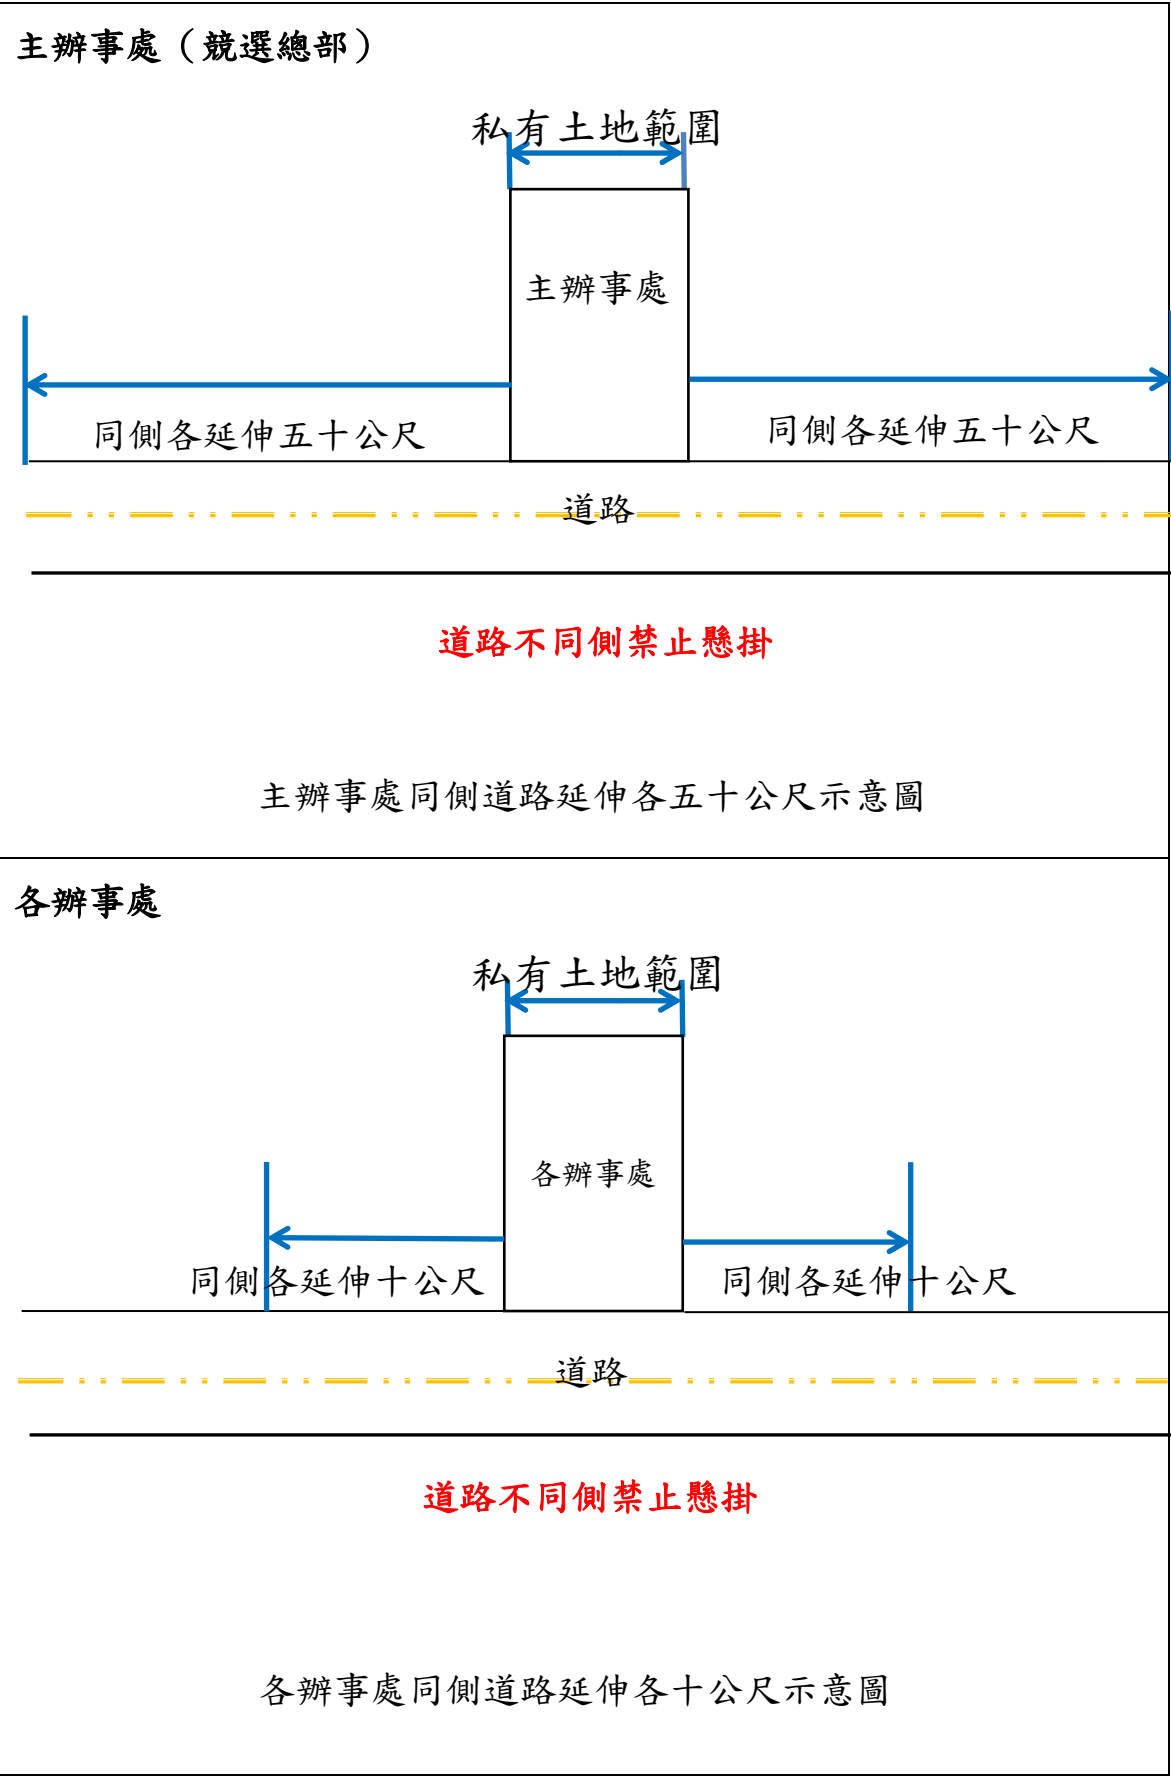 主辦事處（競選總部）
私有土地範圍
主辦事處
同側各延伸五十公尺
同側各延伸五十公尺
道路
道路不同側禁止懸掛
主辦事處同側道路延伸各五十公尺示意圖
各辦事處
私有土地範圍
各辦事處
同側各延伸十公尺
同側各延伸十公尺
道路
道路不同側禁止懸掛
各辦事處同側道路延伸各十公尺示意圖